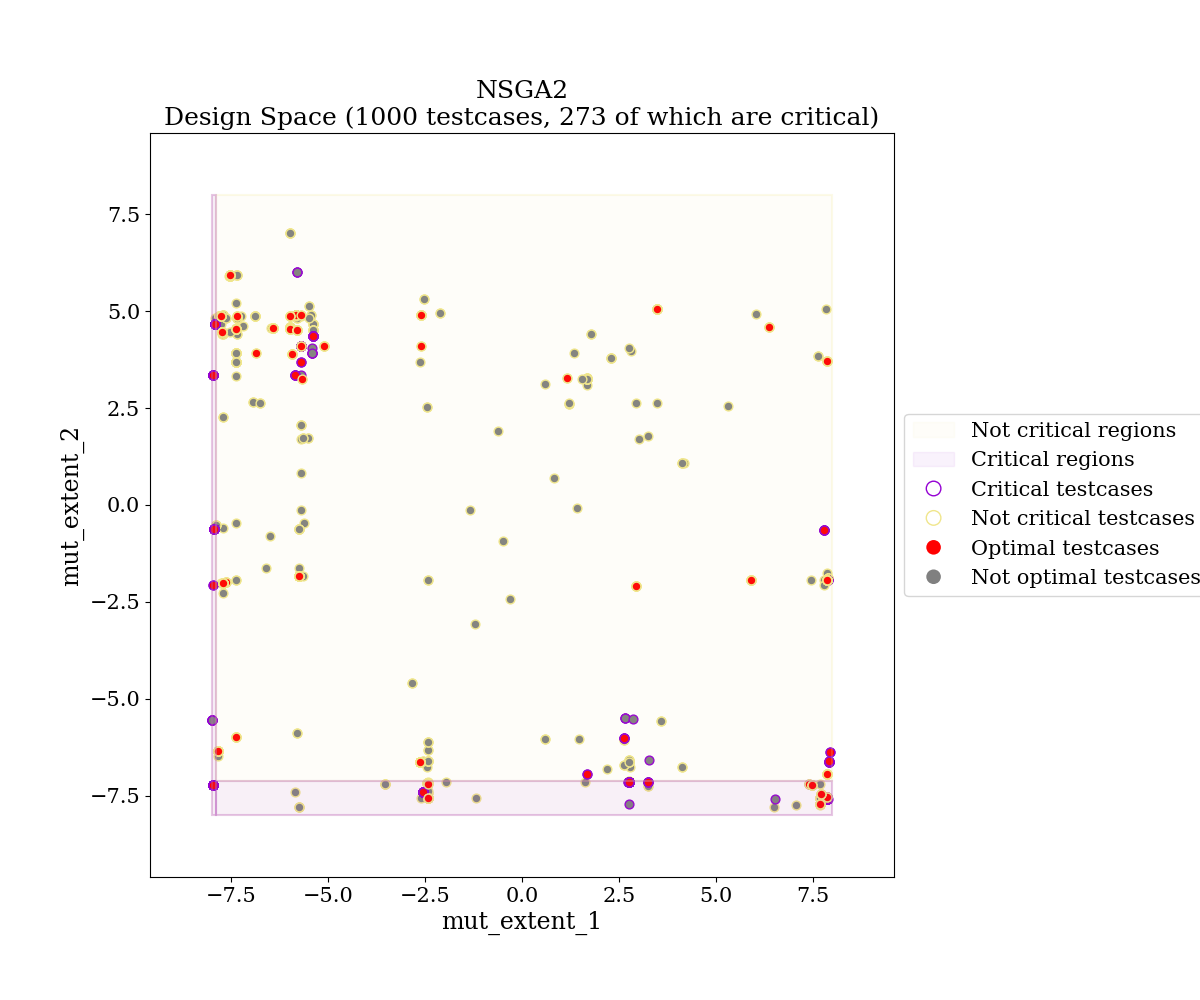 NSGA2
Design Space (1000 testcases, 273 of which are critical)
7.5
5.0
2.5
0.0
−2.5
−5.0
−7.5
mut_extent_2
−7.5
−5.0
−2.5
0.0
2.5
5.0
7.5
mut_extent_1
Not critical regions
Critical regions
Critical testcases
Not critical testcases
Optimal testcases
Not optimal testcases